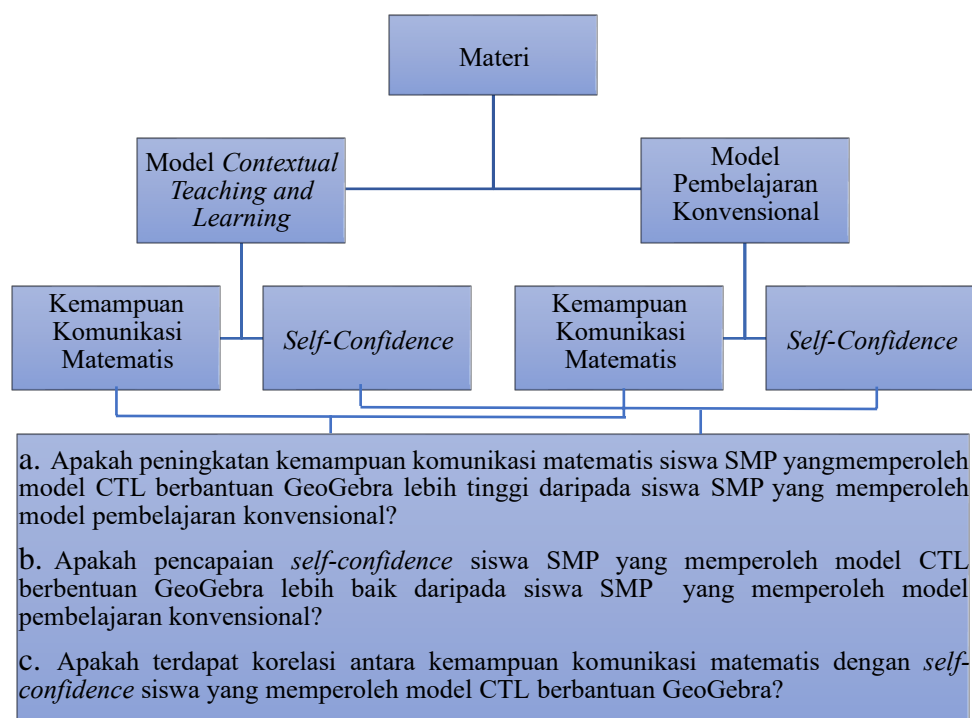 Materi
Model Contextual
Teaching and
Learning
Model
Pembelajaran
Konvensional
Kemampuan
Komunikasi
Matematis
Self-Confidence
Kemampuan
Komunikasi
Matematis
Self-Confidence
a. Apakah peningkatan kemampuan komunikasi matematis siswa SMP yangmemperoleh
model CTL berbantuan GeoGebra lebih tinggi daripada siswa SMP yang memperoleh
model pembelajaran konvensional?
b. Apakah pencapaian self-confidence siswa SMP yang memperoleh model CTL
berbentuan GeoGebra lebih baik daripada siswa SMP yang memperoleh model
pembelajaran konvensional?
c. Apakah terdapat korelasi antara kemampuan komunikasi matematis dengan self-
confidence siswa yang memperoleh model CTL berbantuan GeoGebra?